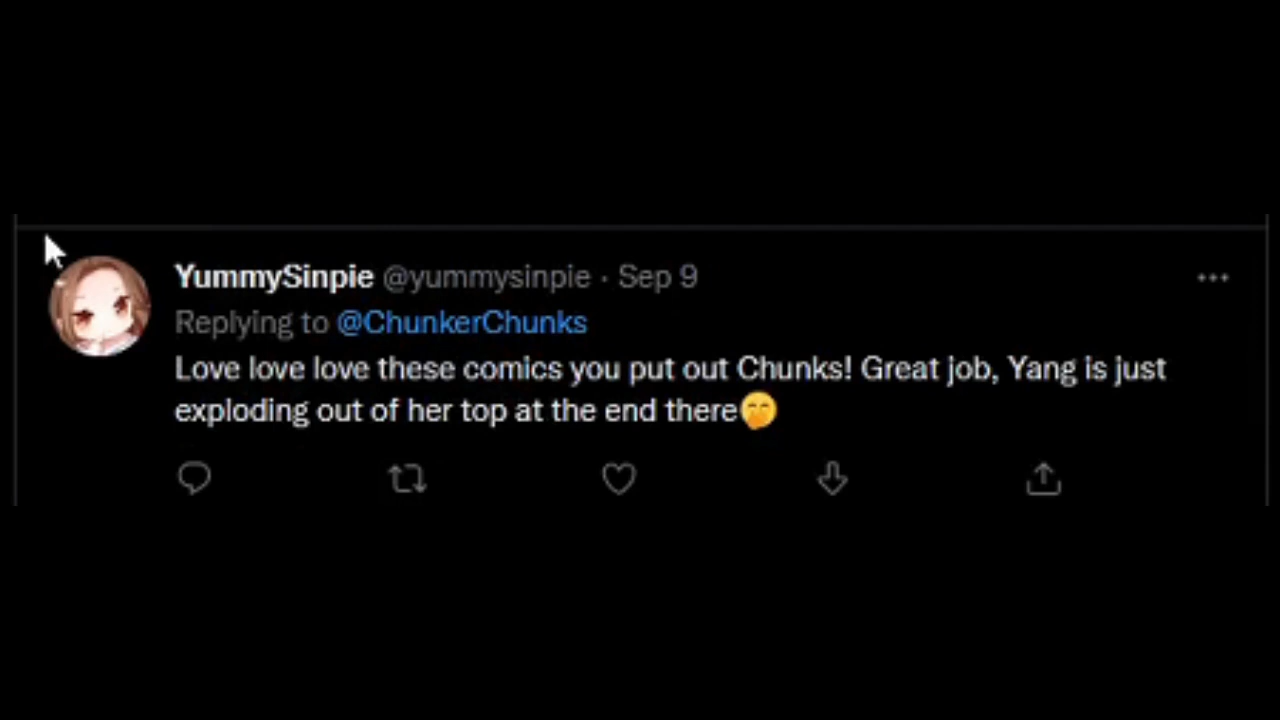 YummySinpie @yummysinpie · Sep 9
Replying to @ChunkerChunks
Love love love these comics you put out Chunks! Great job, Yang is just
exploding out of her top at the end there🤭